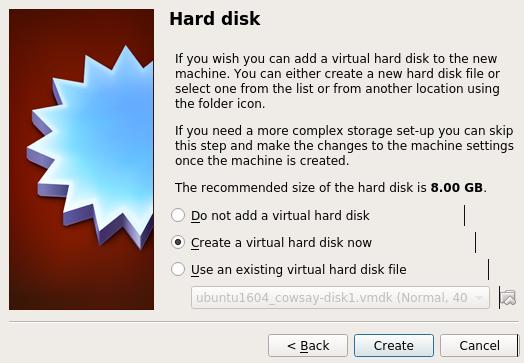 Hard disk
If you wish you can add a virtual hard disk to the new
machine. You can either create a new hard disk file or
select one from the list or from another location using
the folder icon.
If you need a more complex storage set-up you can skip
this step and make the changes to the machine settings
once the machine is created.
The recommended size of the hard disk is 8.00 GB.
Do not add a virtual hard disk
Create a virtual hard disk now
Use an existing virtual hard disk file
ubuntu1604_cowsay-disk1.vmdk (Normal, 40
< Back
Create
Cancel